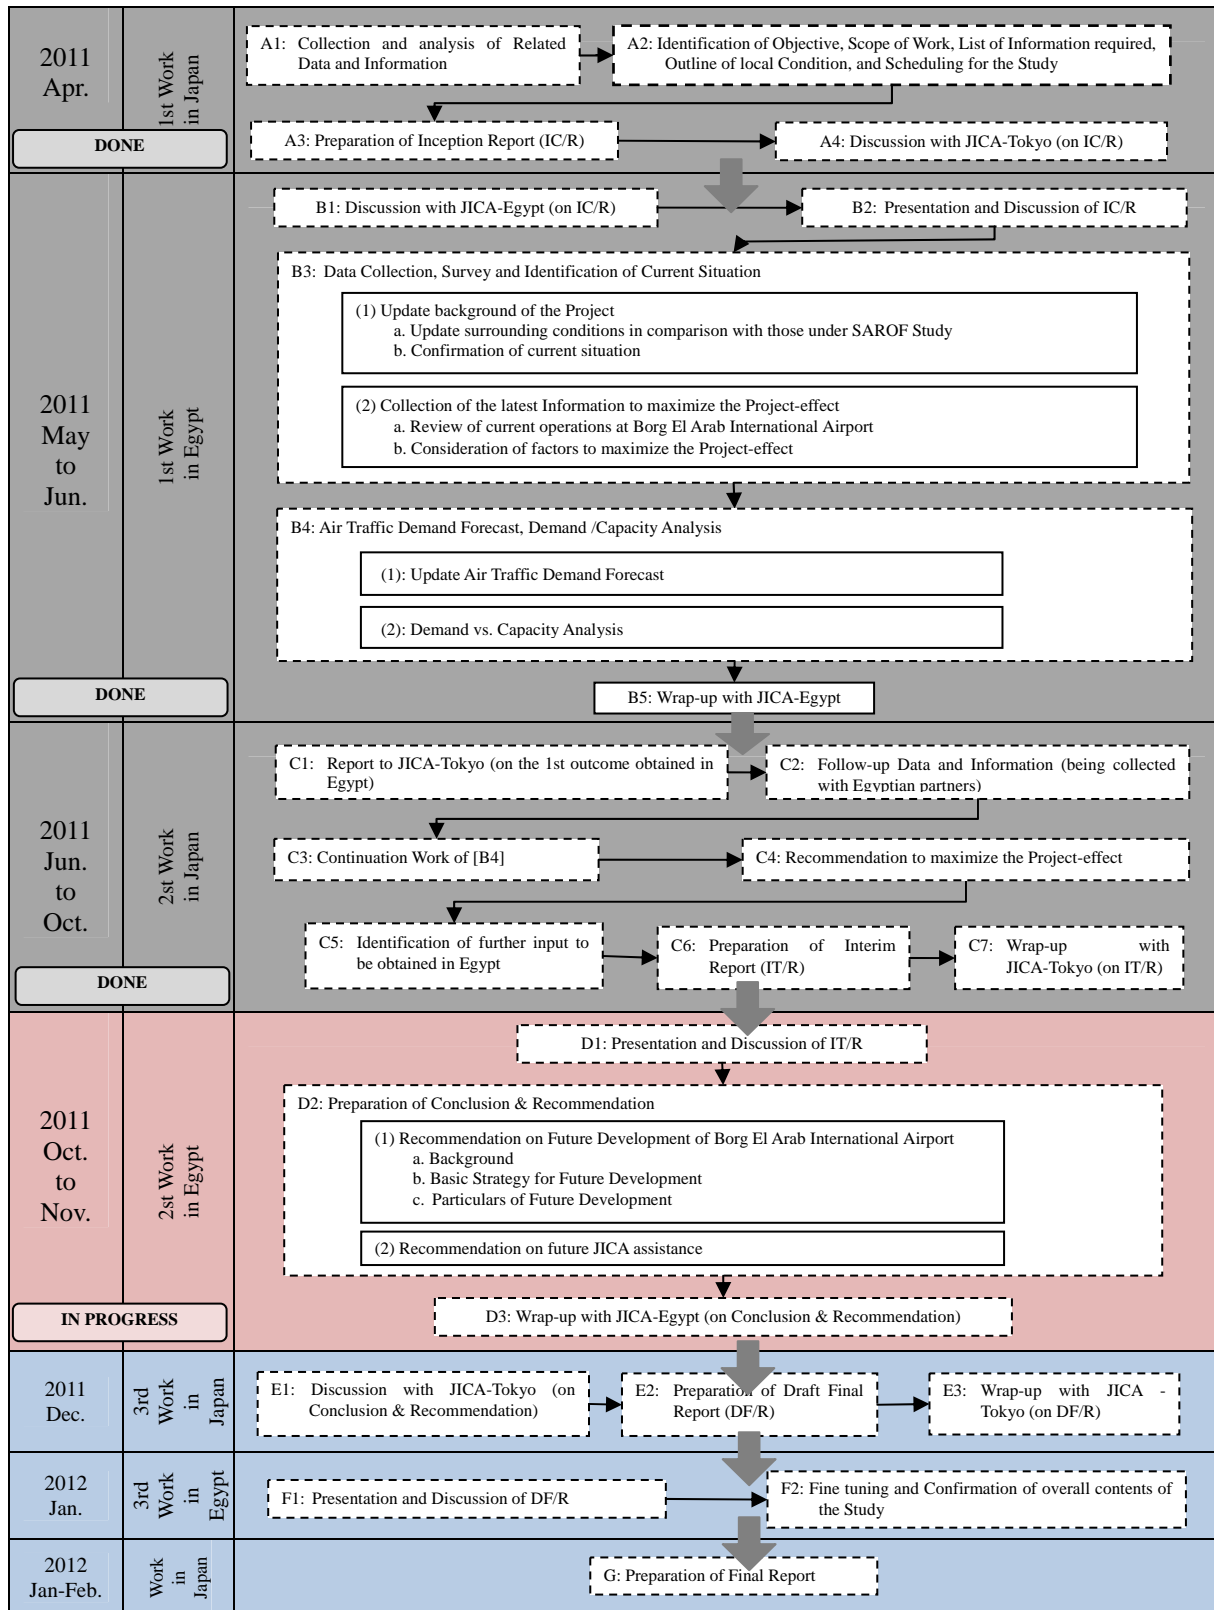 2011
Apr.
1st Work
in Japan
DONE
A1: Collection and analysis of Related
Data and Information
A2: Identification of Objective, Scope of Work, List of Information required,
Outline of local Condition, and Scheduling for the Study
A3: Preparation of Inception Report (IC/R)
A4: Discussion with JICA-Tokyo (on IC/R)
2011
May
to
Jun.
1st Work
in Egypt
DONE
B1: Discussion with JICA-Egypt (on IC/R)
B2: Presentation and Discussion of IC/R
B3: Data Collection, Survey and Identification of Current Situation
(1) Update background of the Project
a. Update surrounding conditions in comparison with those under SAROF Study
b. Confirmation of current situation
(2) Collection of the latest Information to maximize the Project-effect
a. Review of current operations at Borg El Arab International Airport
b. Consideration of factors to maximize the Project-effect
B4: Air Traffic Demand Forecast, Demand /Capacity Analysis
(1): Update Air Traffic Demand Forecast
(2): Demand vs. Capacity Analysis
B5: Wrap-up with JICA-Egypt
2011
Jun.
to
Oct.
2st Work
in Japan
DONE
C1: Report to JICA-Tokyo (on the 1st outcome obtained in
Egypt)
C2: Follow-up Data and Information (being collected
with Egyptian partners)
C3: Continuation Work of [B4]
C4: Recommendation to maximize the Project-effect
C5: Identification of further input to
be obtained in Egypt
C6: Preparation of Interim
Report (IT/R)
C7: Wrap-up with
JICA-Tokyo (on IT/R)
2011
Oct.
to
Nov.
2st Work
in Egypt
IN PROGRESS
D1: Presentation and Discussion of IT/R
D2: Preparation of Conclusion & Recommendation
(1) Recommendation on Future Development of Borg El Arab International Airport
a. Background
b. Basic Strategy for Future Development
c. Particulars of Future Development
(2) Recommendation on future JICA assistance
D3: Wrap-up with JICA-Egypt (on Conclusion & Recommendation)
2011
Dec.
3rd
Work
in
Japan
E1: Discussion with JICA-Tokyo (on
Conclusion & Recommendation)
E2: Preparation of Draft Final
Report (DF/R)
E3: Wrap-up with JICA -
Tokyo (on DF/R)
2012
Jan.
3rd
Work
in
Egypt
F1: Presentation and Discussion of DF/R
F2: Fine tuning and Confirmation of overall contents of
the Study
2012
Jan-Feb.
Work
in
Japan
G: Preparation of Final Report